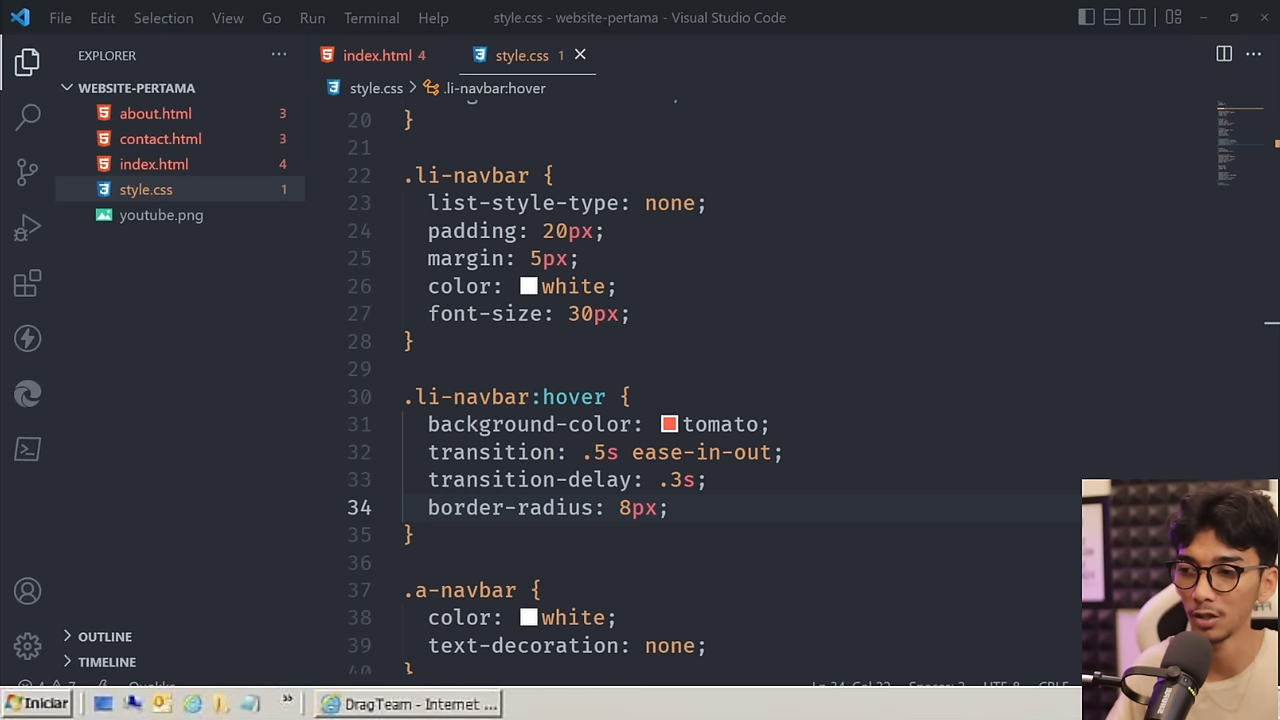 File Edit Selection View Go Run Terminal Help style.css - website-pertama - Visual Studio Code
EXPLORER
WEBSITE-PERTAMA
about.html 3
contact.html 3
index.html 4
style.css 1
youtube.png
OUTLINE
TIMELINE
index.html 4 style.css 1
style.css > .li-navbar:hover
20 }
21
22 .li-navbar {
23 list-style-type: none;
24 padding: 20px;
25 margin: 5px;
26 color: white;
27 font-size: 30px;
28 }
29
30 .li-navbar:hover {
31 background-color: tomato;
32 transition: .5s ease-in-out;
33 transition-delay: .3s;
34 border-radius: 8px;
35 }
36
37 .a-navbar {
38 color: white;
39 text-decoration: none;
40 }
Iniciar » DragTeam - Internet ...